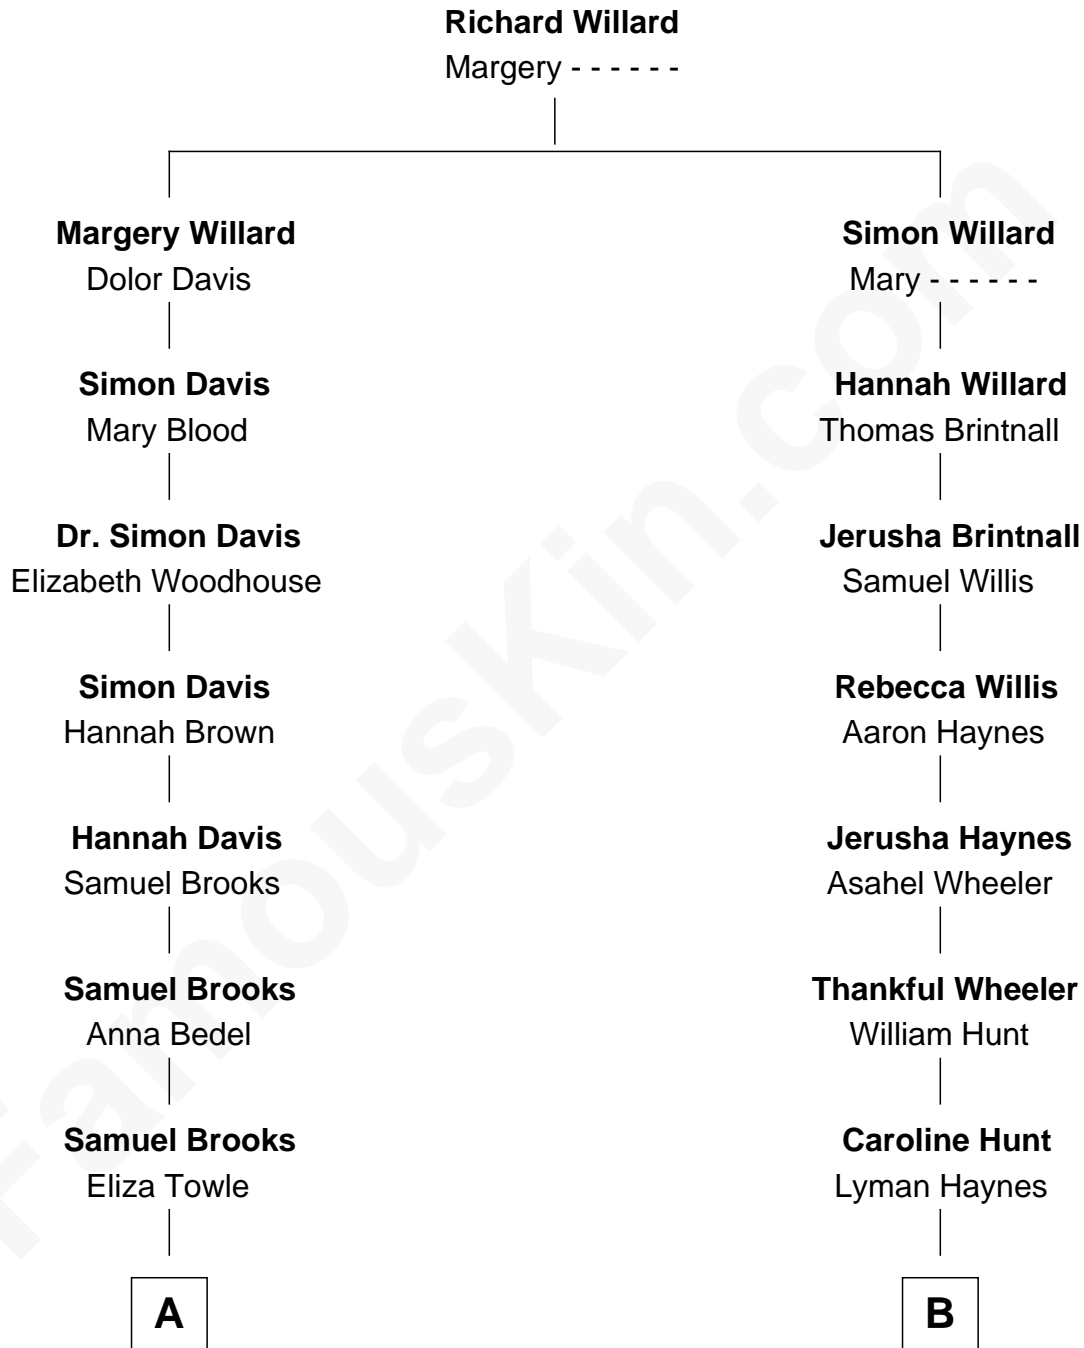 Richard Willard
Margery - - - - - -
Margery Willard
Dolor Davis
Simon Willard
Mary - - - - - -
Simon Davis
Mary Blood
Hannah Willard
Thomas Brintnall
Dr. Simon Davis
Elizabeth Woodhouse
Jerusha Brintnall
Samuel Willis
Simon Davis
Hannah Brown
Rebecca Willis
Aaron Haynes
Hannah Davis
Samuel Brooks
Jerusha Haynes
Asahel Wheeler
Samuel Brooks
Anna Bedel
Thankful Wheeler
William Hunt
Samuel Brooks
Eliza Towle
Caroline Hunt
Lyman Haynes
A
B
FamousKin.com